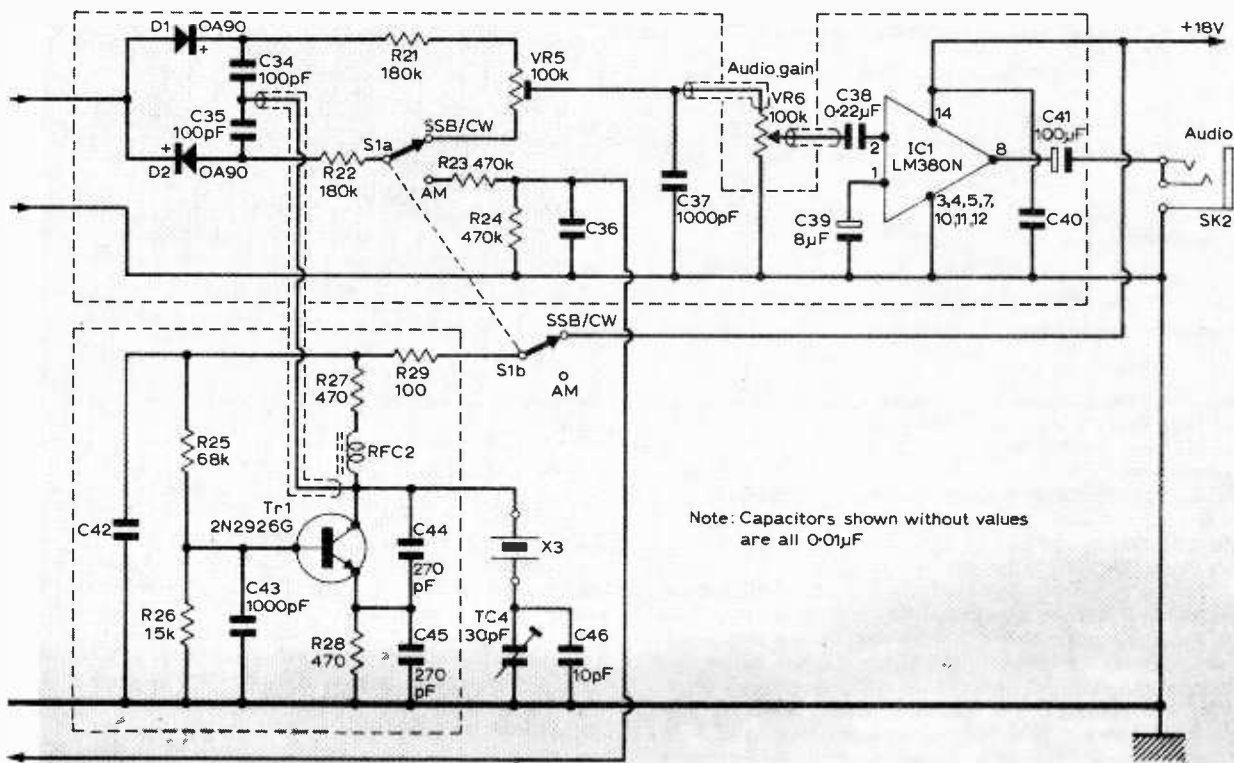 D1 OA90
+
C34
100pF
R21
180k
VR5
100k
Audio gain
VR6
100k
C38
0·22µF
+18V
14
C41
100µF
Audio
C35
100pF
SSB/CW
S1a
+
D2
OA90
R22
180k
R23 470k
AM
R24
470k
C36
C37
1000pF
2
IC1
LM380N
8
1
3,4,5,7,
10,11,12
C39
8µF
C40
SK2
SSB/CW
S1b
AM
R27
470
R29
100
R25
68k
RFC2
Tr1
2N2926G
C42
C44
270
pF
X3
Note: Capacitors shown without values
are all 0·01µF
R26
15k
C43
1000pF
R28
470
C45
270
pF
TC4
30pF
C46
10pF